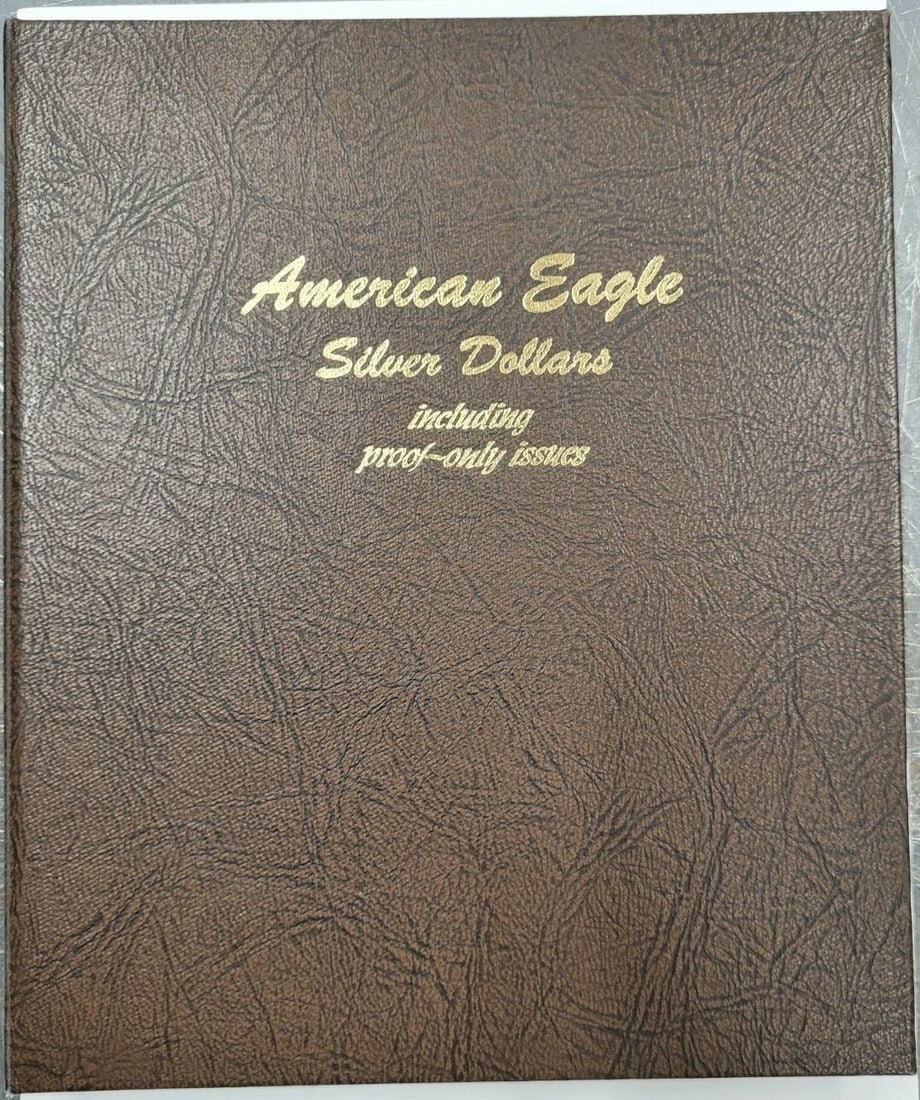 American Eagle
Silver Dollars
including
proof-only issues